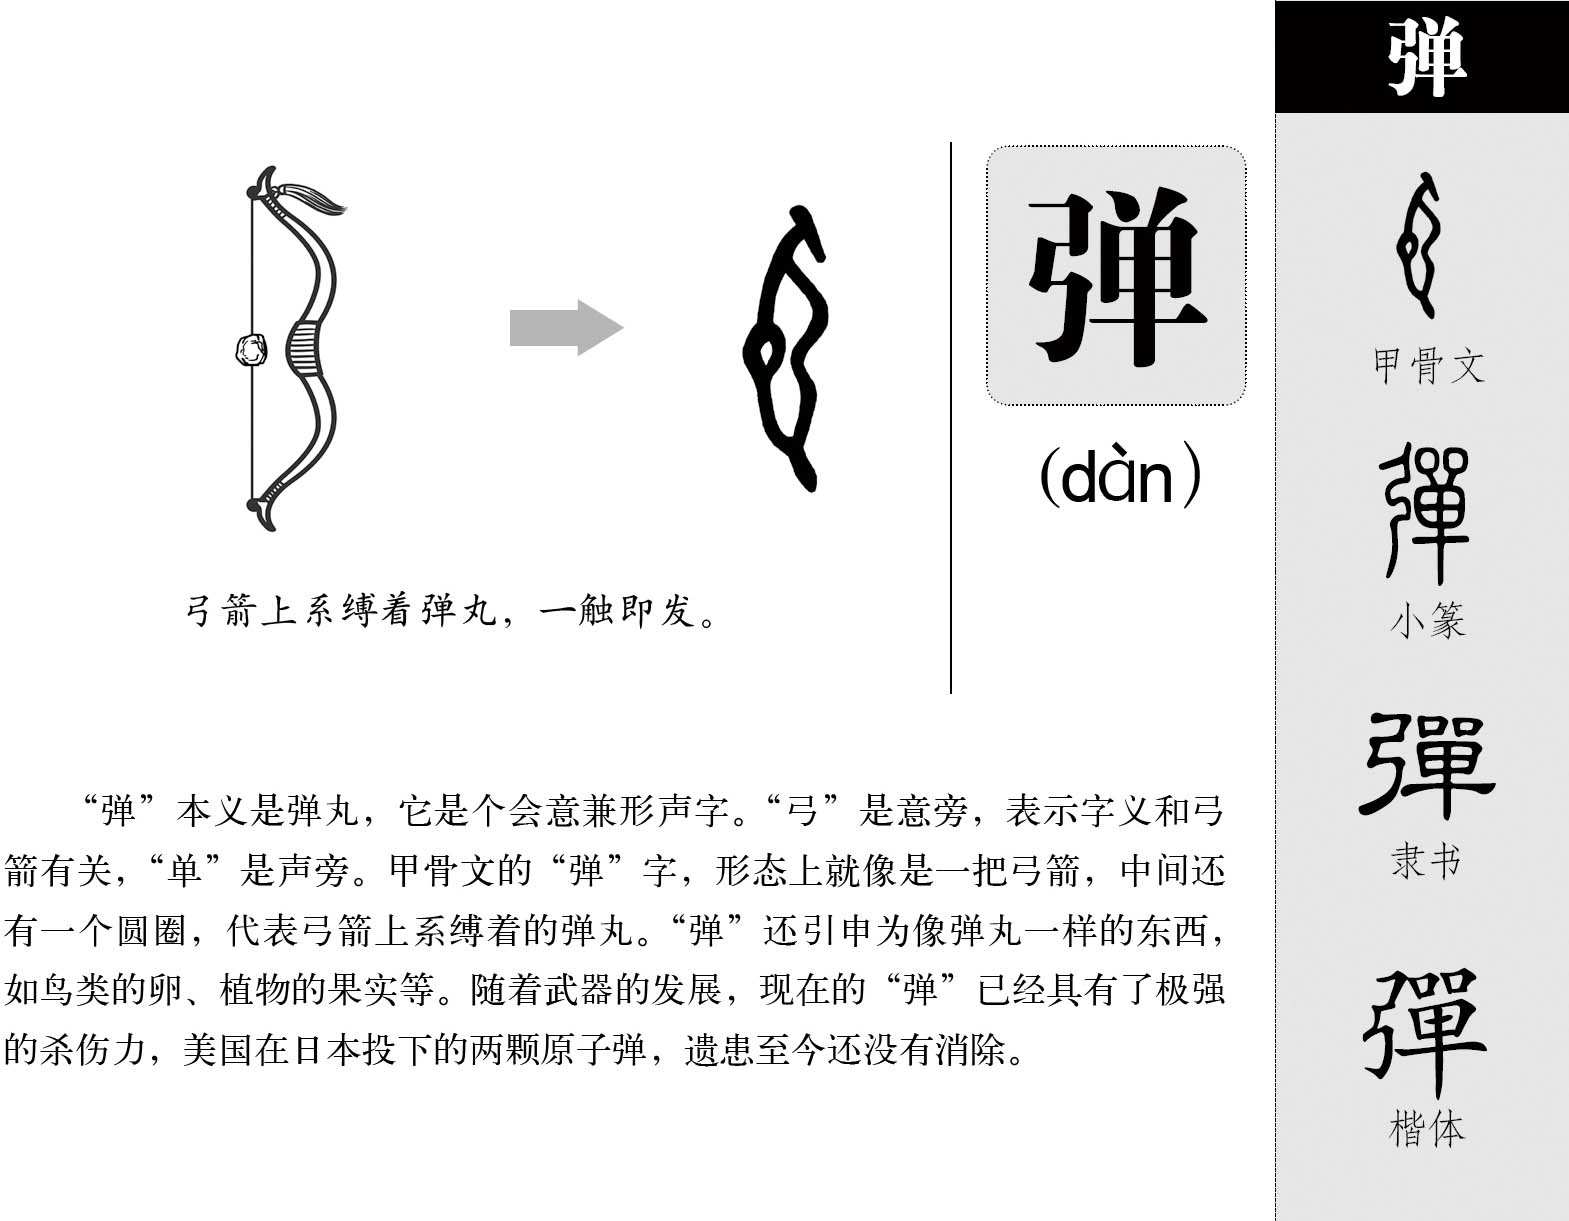 弹
弹
(dàn)
弓箭上系缚着弹丸，一触即发。
“弹”本义是弹丸，它是个会意兼形声字。“弓”是意旁，表示字义和弓
箭有关，“单”是声旁。甲骨文的“弹”字，形态上就像是一把弓箭，中间还
有一个圆圈，代表弓箭上系缚着的弹丸。“弹”还引申为像弹丸一样的东西，
如鸟类的卵、植物的果实等。随着武器的发展，现在的“弹”已经具有了极强
的杀伤力，美国在日本投下的两颗原子弹，遗患至今还没有消除。
甲骨文
彈
小篆
彈
隶书
彈
楷体